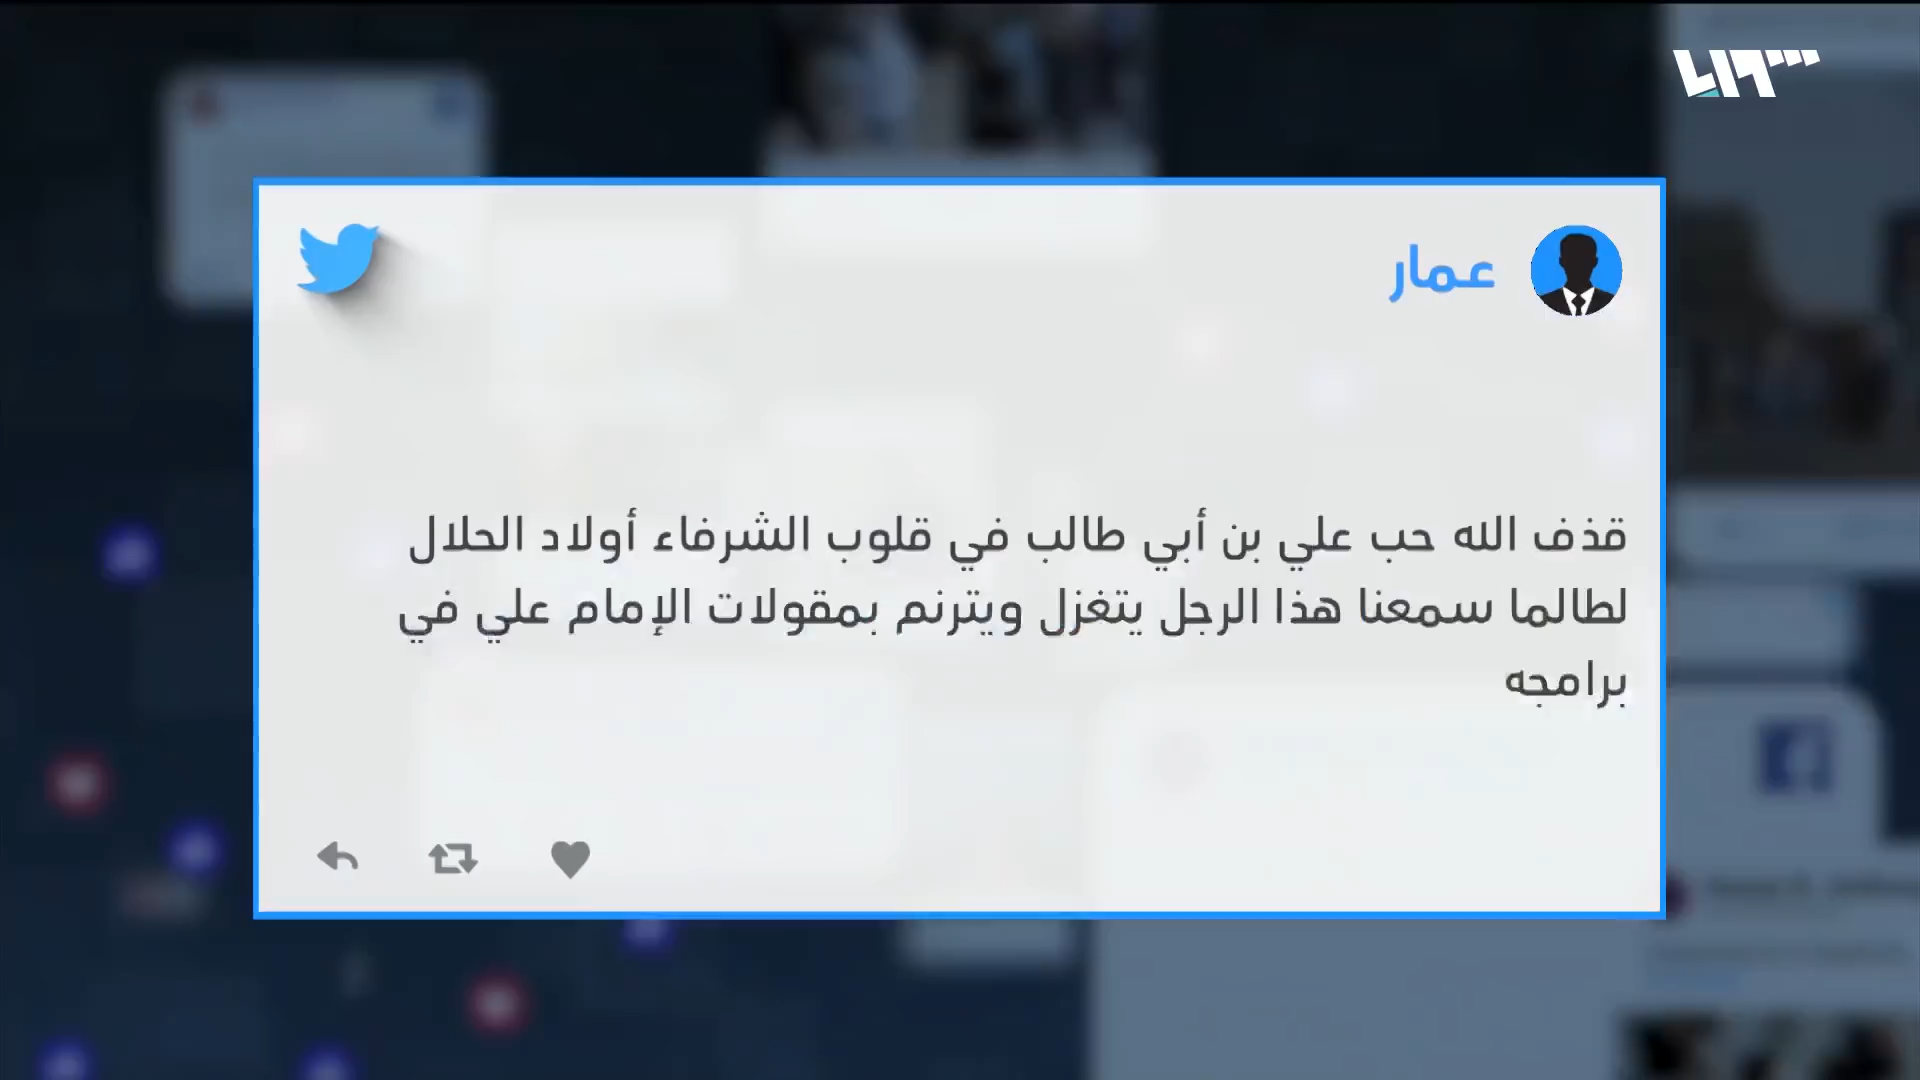 عمار
قذف الله حب علي بن أبي طالب في قلوب الشرفاء أولاد الحلال
لطالما سمعنا هذا الرجل يتغزل ويترنم بمقولات الإمام علي في
برامجه